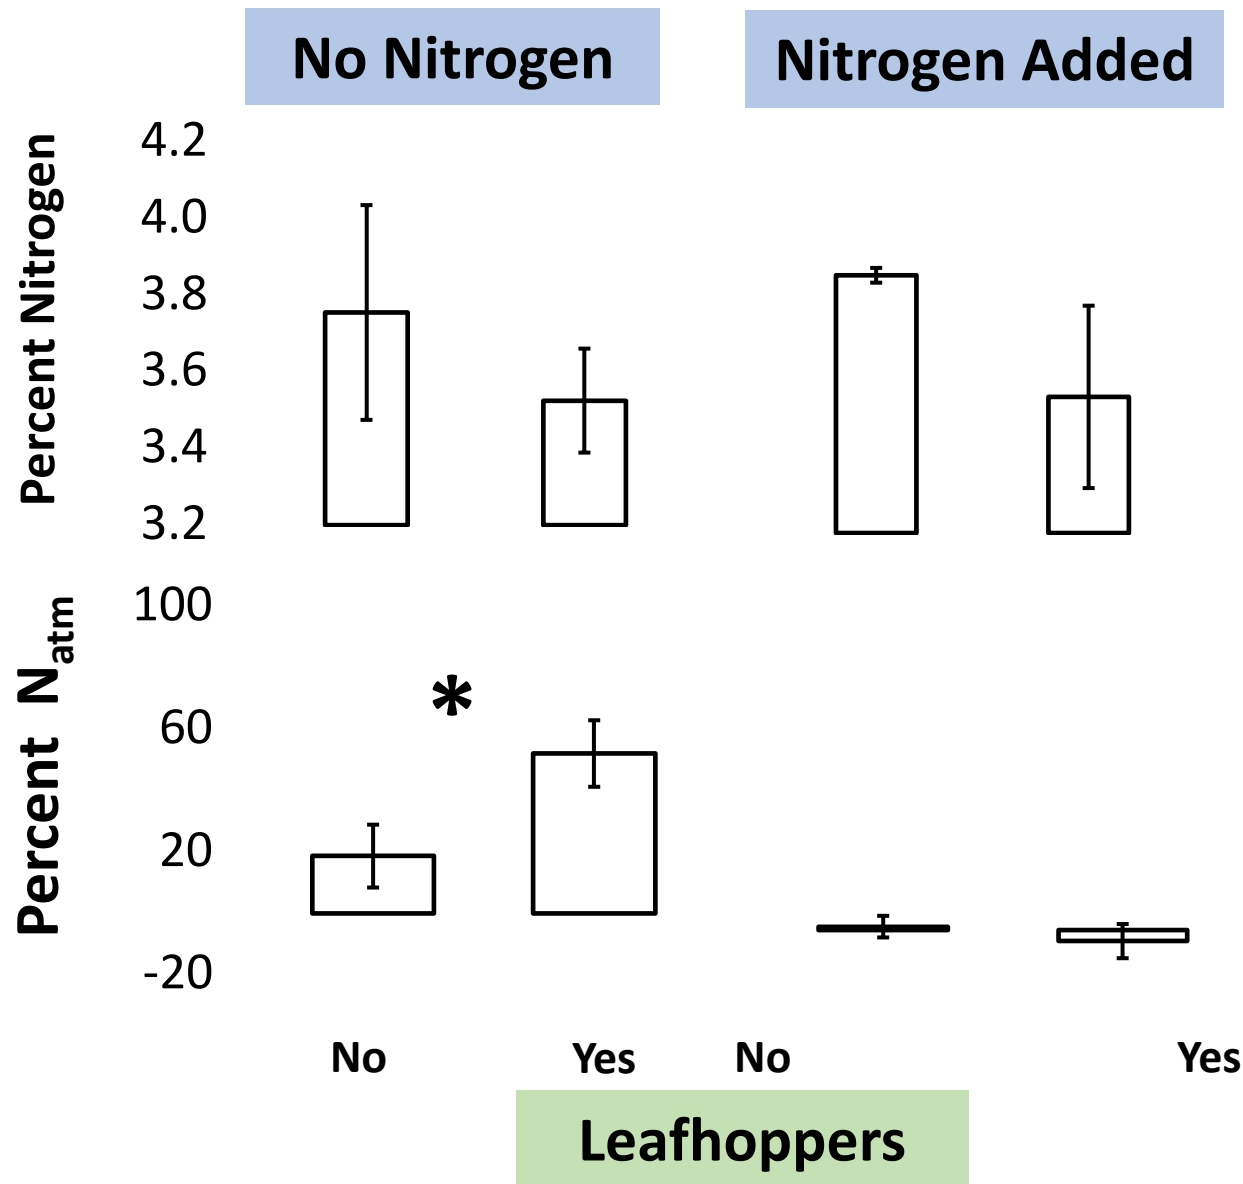 No Nitrogen
Nitrogen Added
Percent Nitrogen
4.2
4.0
3.8
3.6
3.4
3.2
Percent Natm
100
60
20
-20
*
No
Yes
No
Yes
Leafhoppers